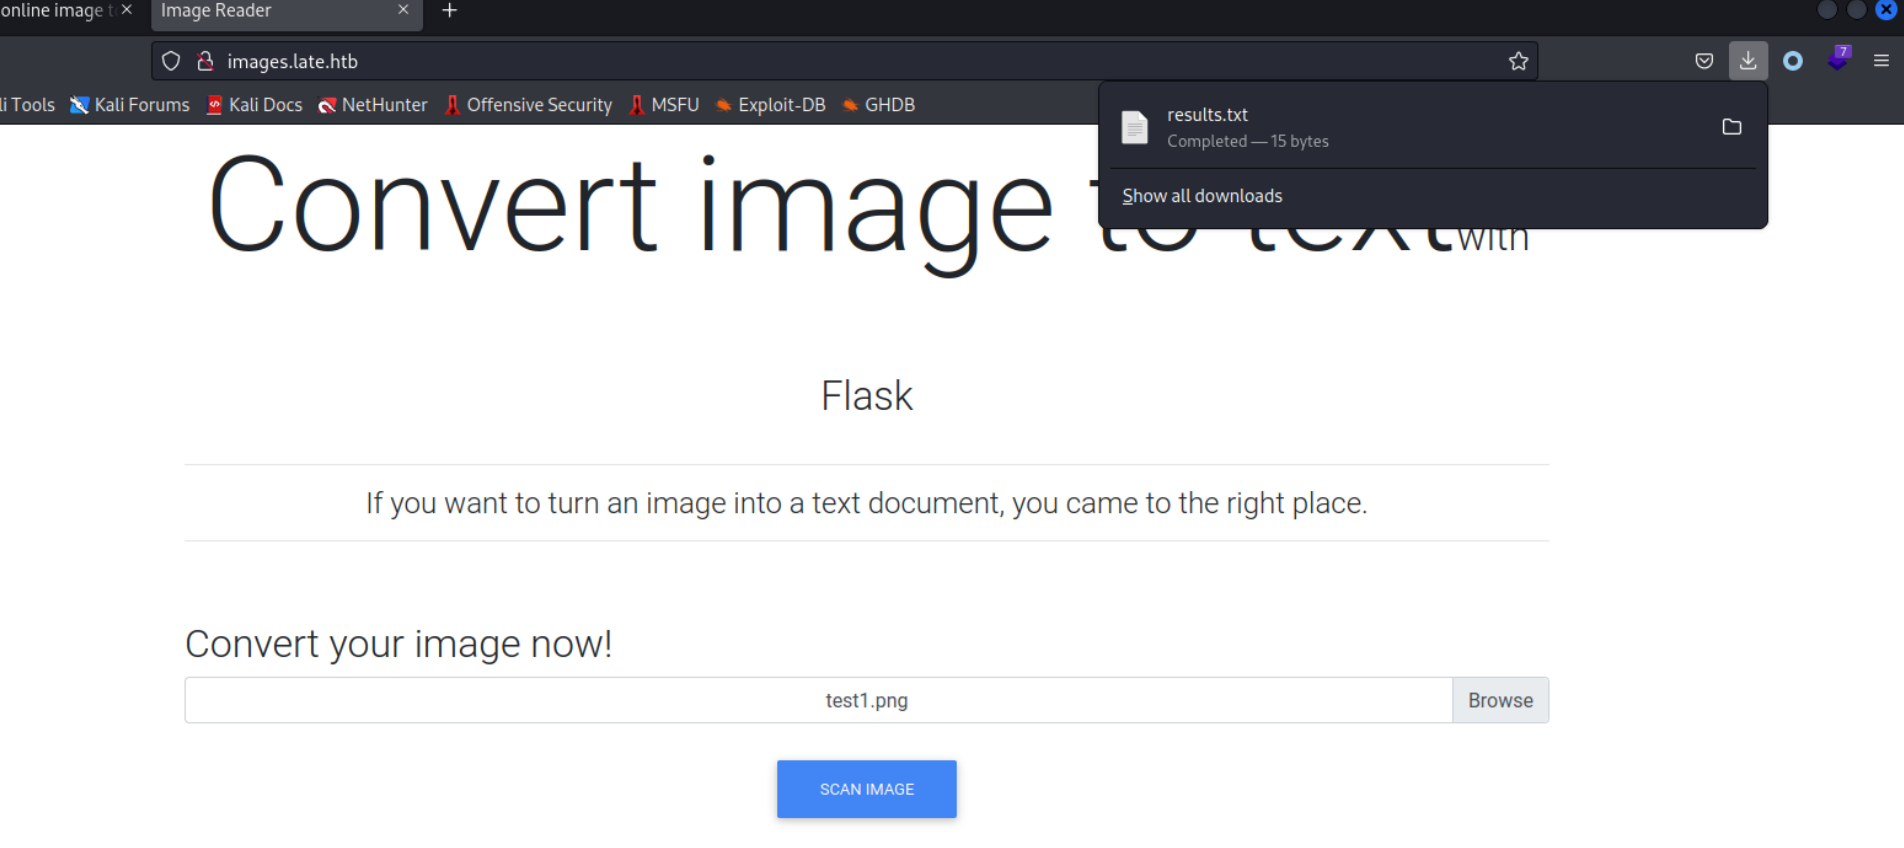 online image t
Image Reader
images.late.htb
7
li Tools Kali Forums Kali Docs NetHunter Offensive Security MSFU Exploit-DB GHDB
results.txt
Completed — 15 bytes
Show all downloads
Convert image to text with
Flask
If you want to turn an image into a text document, you came to the right place.
Convert your image now!
test1.png
Browse
SCAN IMAGE